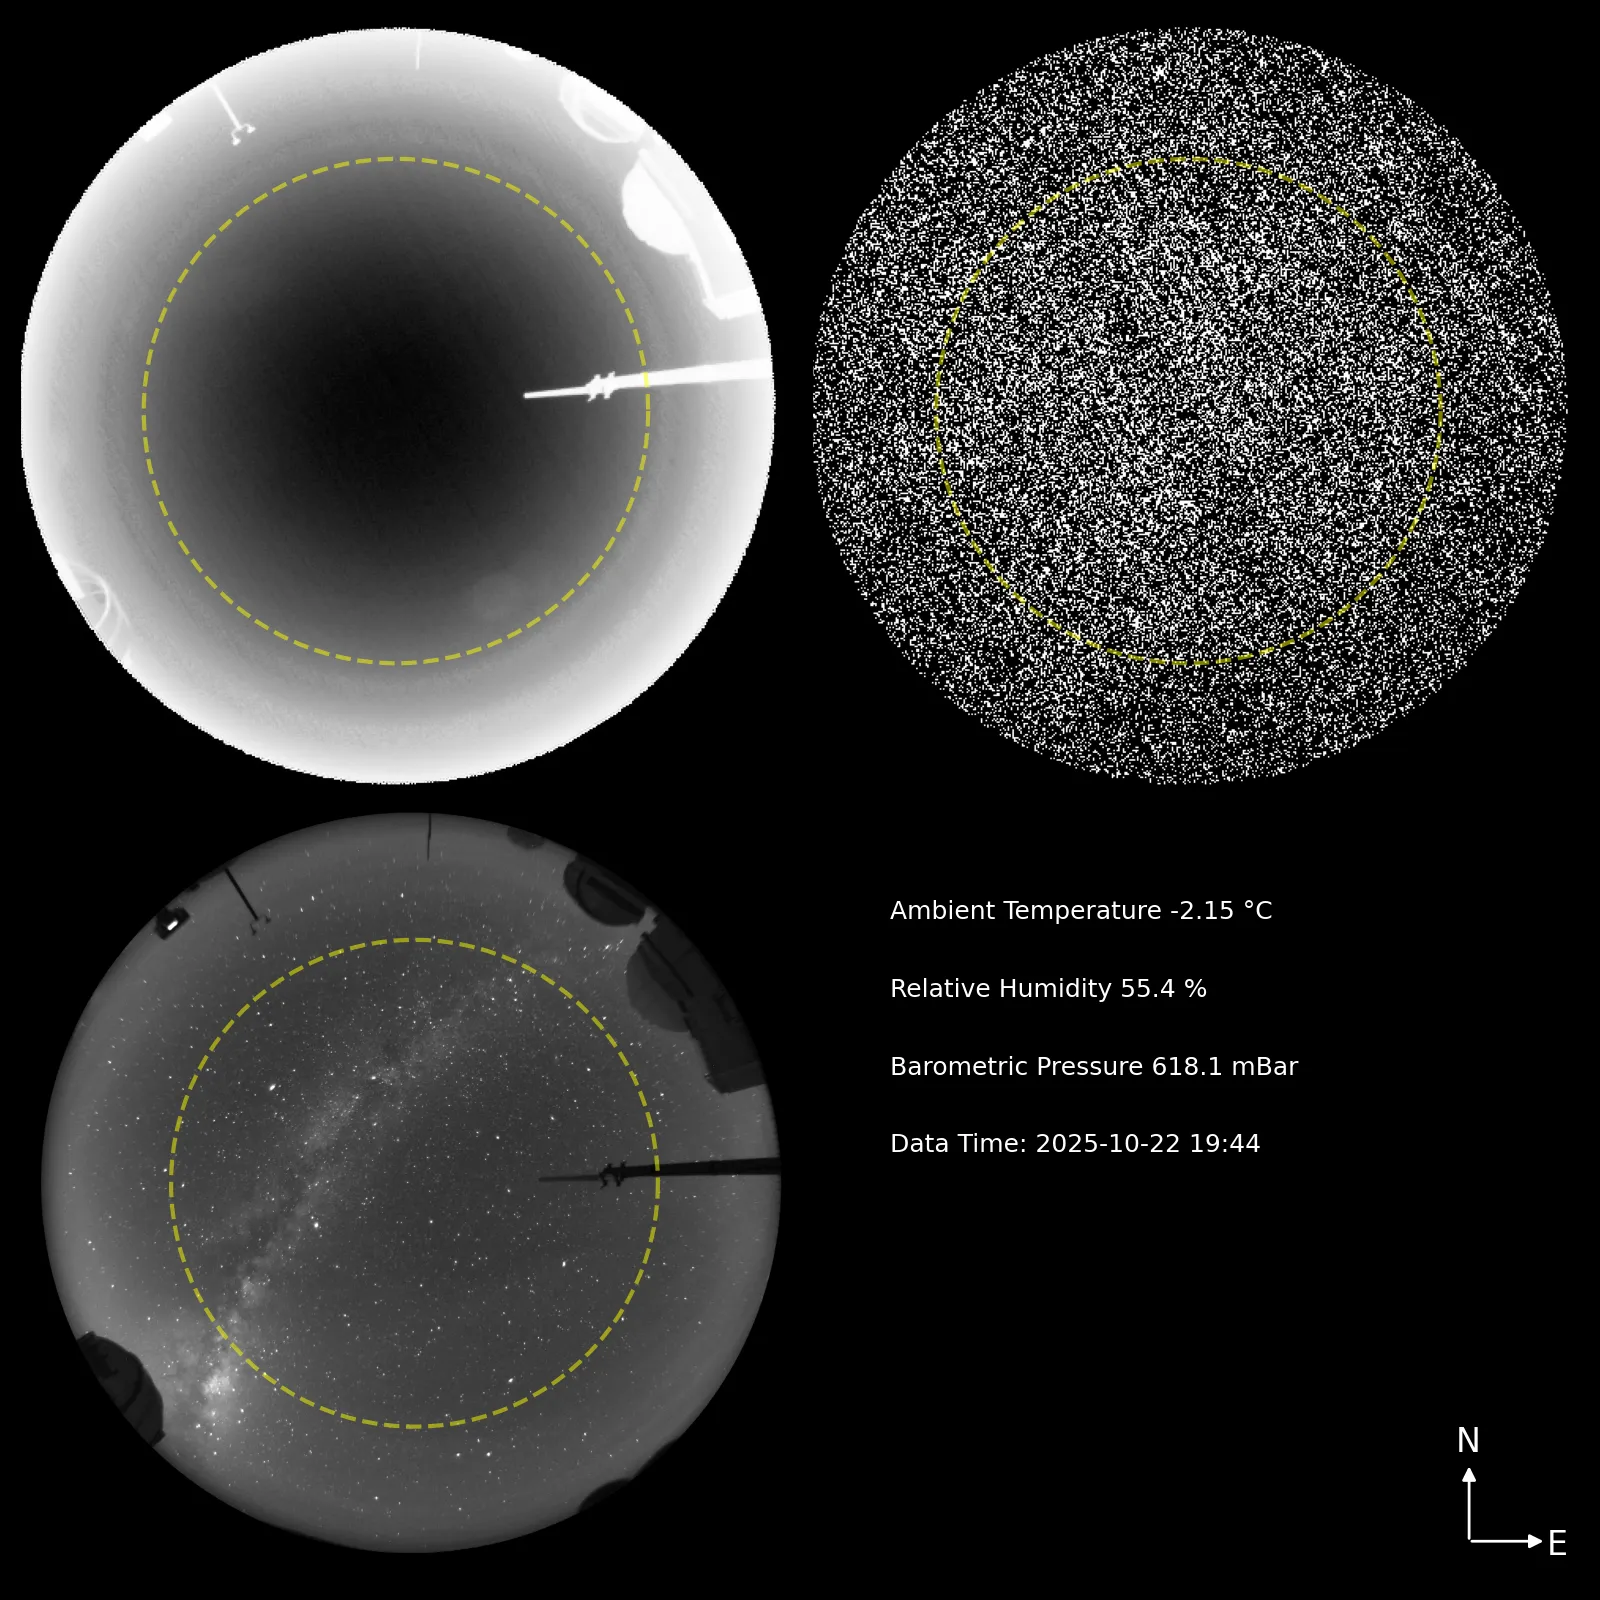 Ambient Temperature -2.15 °C
Relative Humidity 55.4 %
Barometric Pressure 618.1 mBar
Data Time: 2025-10-22 19:44
N
E